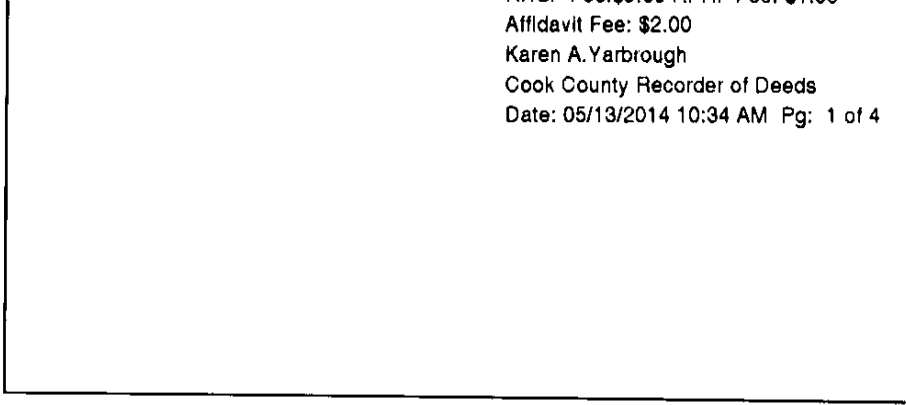 Affidavit Fee: $2.00
Karen A.Yarbrough
Cook County Recorder of Deeds
Date: 05/13/2014 10:34 AM Pg: 1 of 4